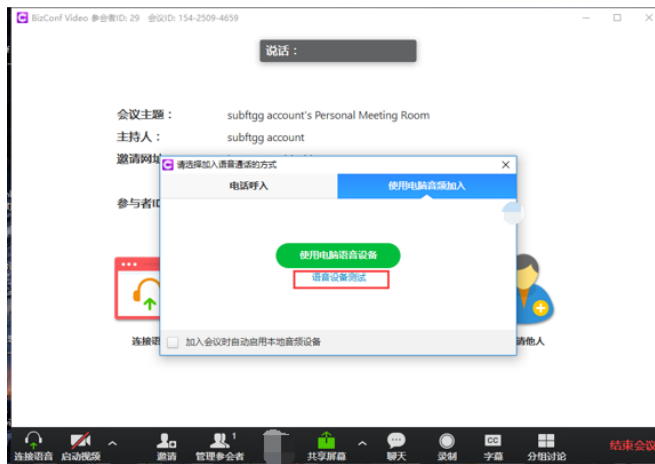 BizConf Video 参会者ID: 29 会议ID: 154-2509-4659
说话：
会议主题：
subftgg account's Personal Meeting Room
主持人：
subftgg account
邀请网址
请选择加入语音通话的方式
电话呼入
使用电脑音频加入
参与者ID
使用电脑语音设备
语音设备测试
加入会议时自动启用本地音频设备
连接语
请他人
连接语音
启动视频
邀请
1
管理参会者
共享屏幕
聊天
录制
CC
字幕
分组讨论
结束会议